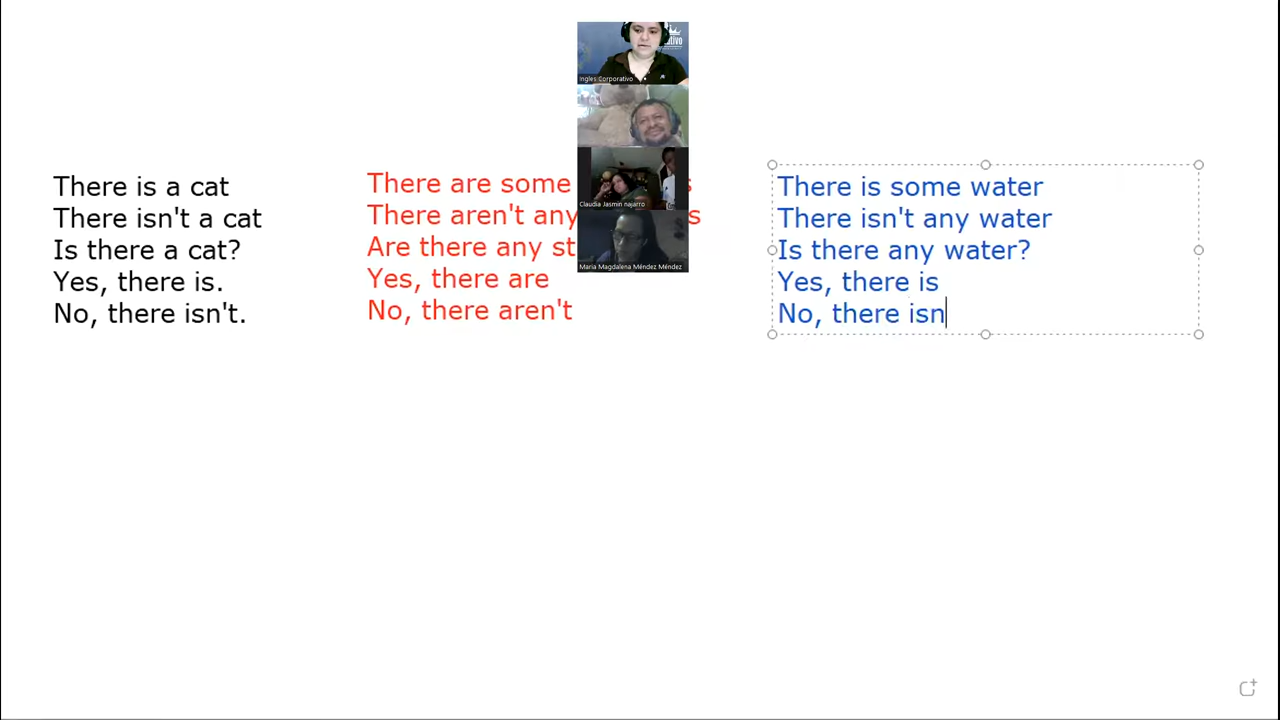 There is a cat
There isn't a cat
Is there a cat?
Yes, there is.
No, there isn't.
There are some
There aren't any
Are there any
Yes, there are
No, there aren't
There is some water
There isn't any water
Is there any water?
Yes, there is
No, there isn
Ingles Corporativo
Claudia Jasmin najarro
Maria Magdalena Méndez Méndez